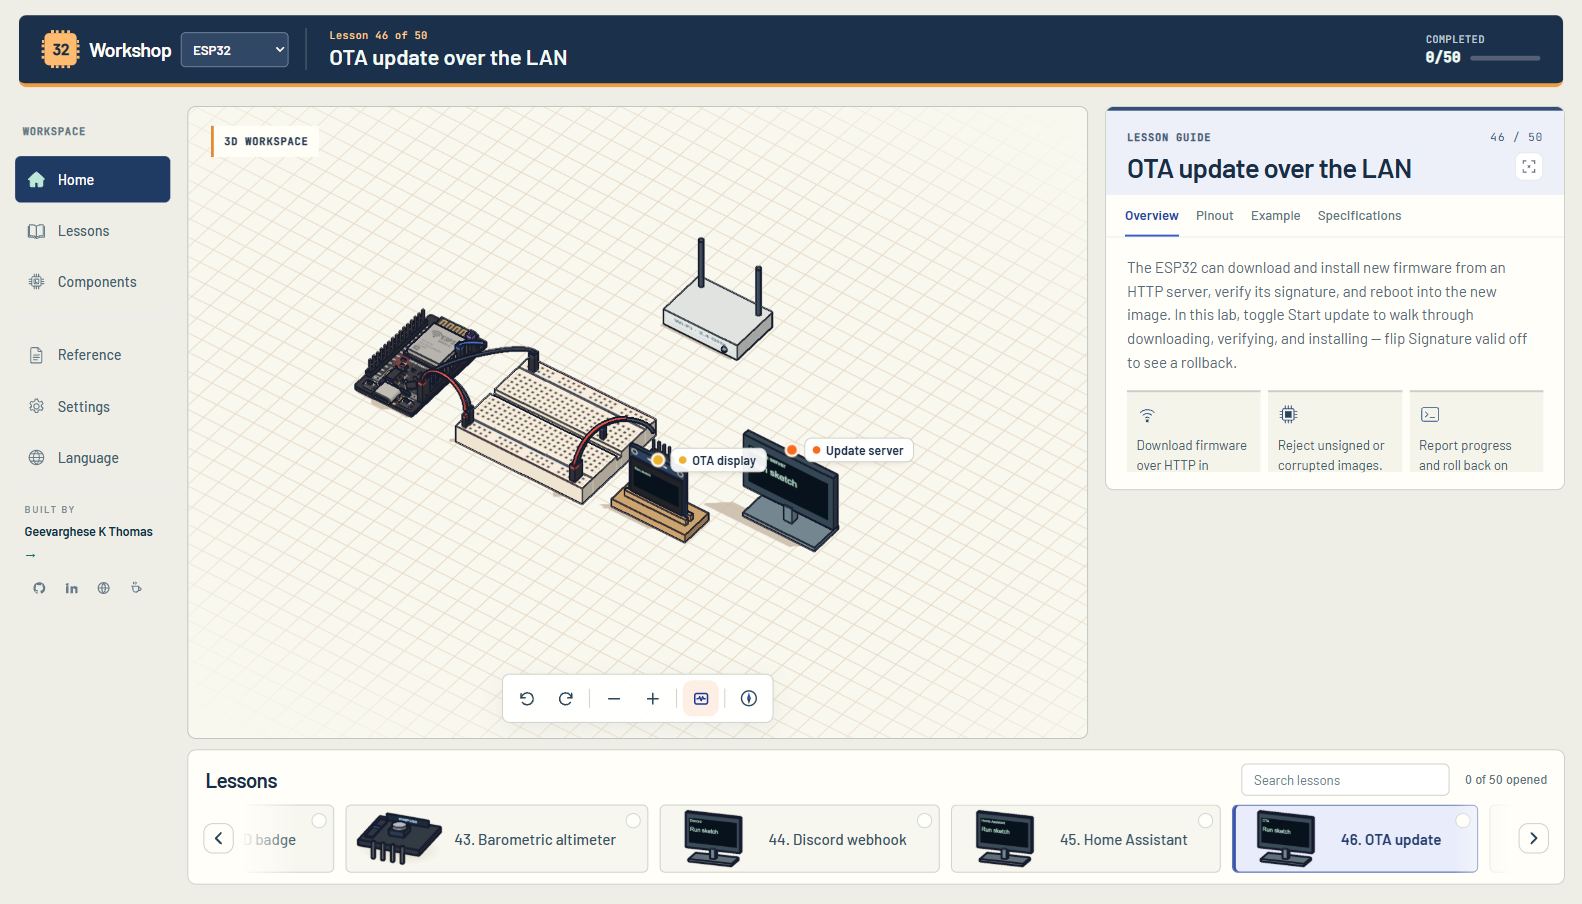 32
Workshop
ESP32
Lesson 46 of 50
OTA update over the LAN
COMPLETED
0/50
WORKSPACE
Home
Lessons
Components
Reference
Settings
Language
BUILT BY
Geevarghese K Thomas
→
3D WORKSPACE
OTA display
Update server
server
sketch
LESSON GUIDE
46 / 50
OTA update over the LAN
Overview
Pinout
Example
Specifications
The ESP32 can download and install new firmware from an
HTTP server, verify its signature, and reboot into the new
image. In this lab, toggle Start update to walk through
downloading, verifying, and installing — flip Signature valid off
to see a rollback.
Download firmware
over HTTP in
Reject unsigned or
corrupted images.
Report progress
and roll back on
Lessons
Search lessons
0 of 50 opened
badge
43. Barometric altimeter
Discord
Run sketch
44. Discord webhook
Home Assistant
Run sketch
45. Home Assistant
OTA
Run sketch
46. OTA update